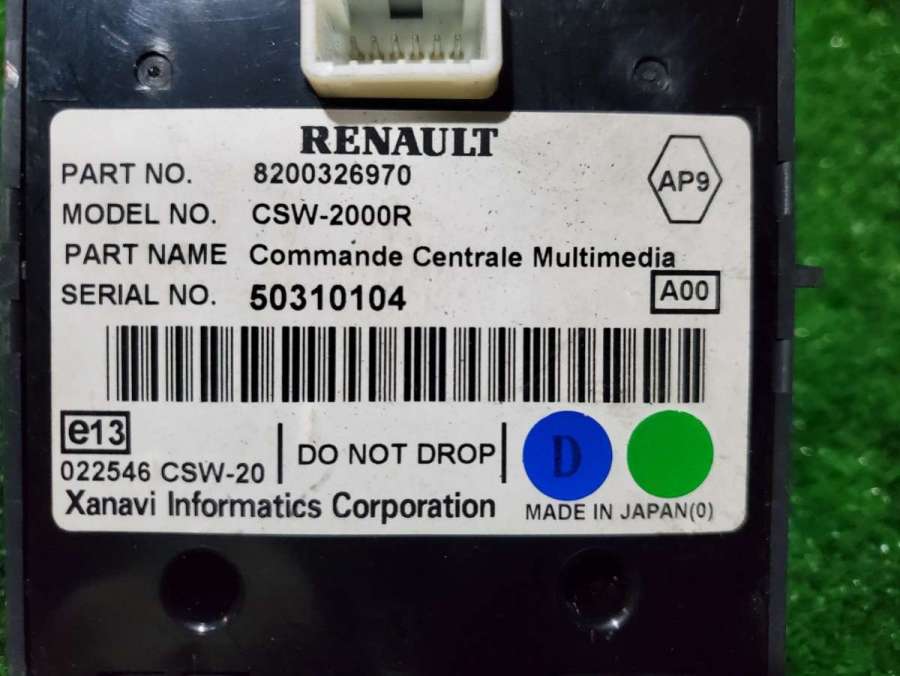 RENAULT
PART NO. 8200326970
AP9
MODEL NO. CSW-2000R
PART NAME Commande Centrale Multimedia
SERIAL NO. 50310104
A00
e13
022546 CSW-20
DO NOT DROP
D
Xanavi Informatics Corporation
MADE IN JAPAN(0)